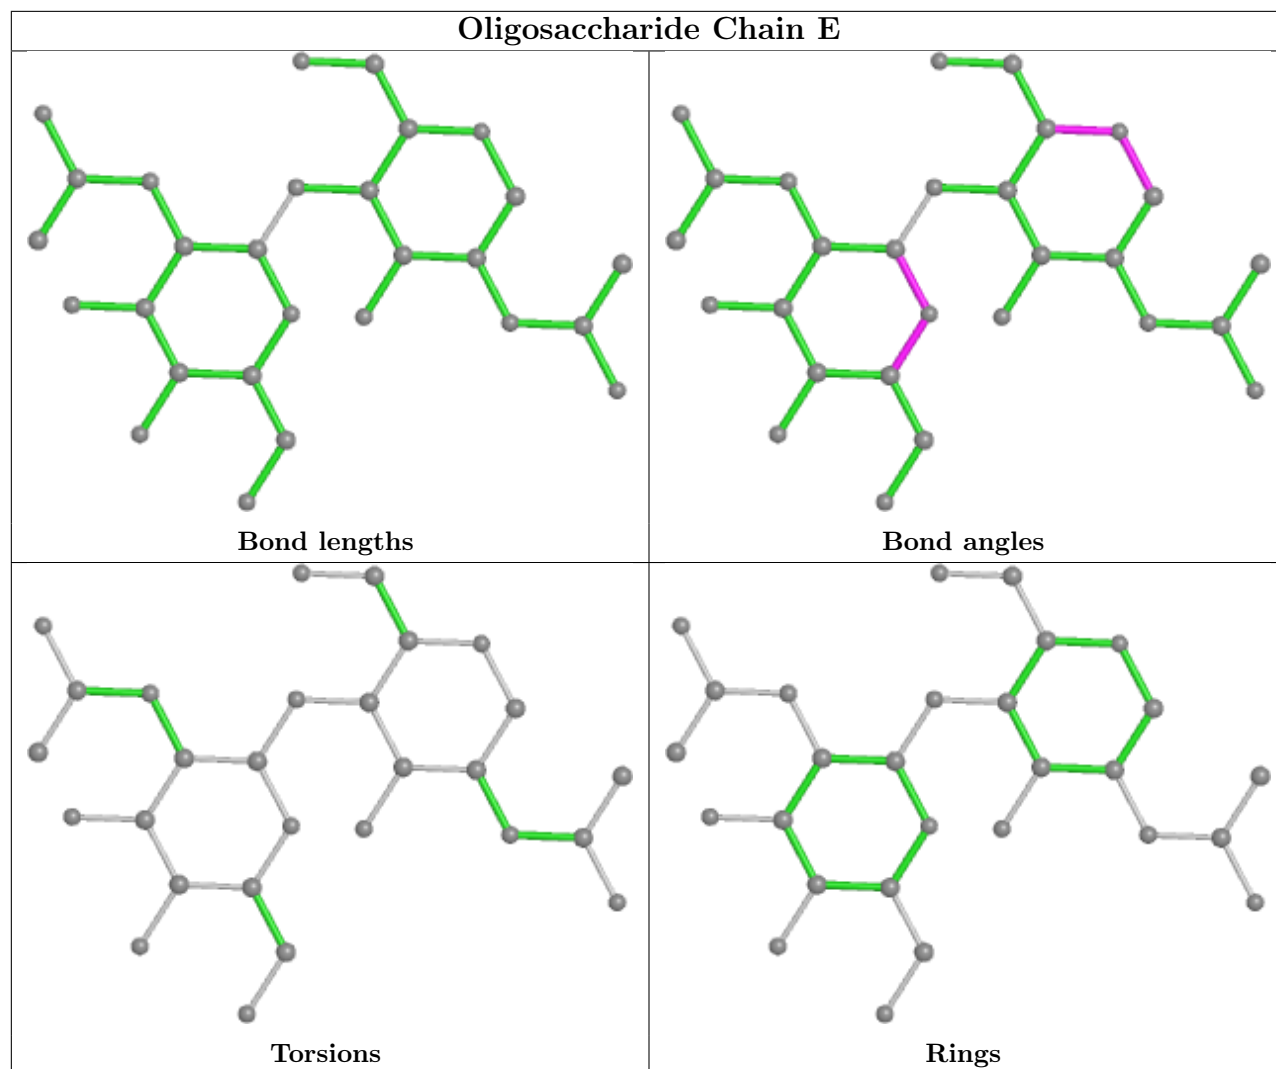 Oligosaccharide Chain E
Bond lengths
Bond angles
Torsions
Rings